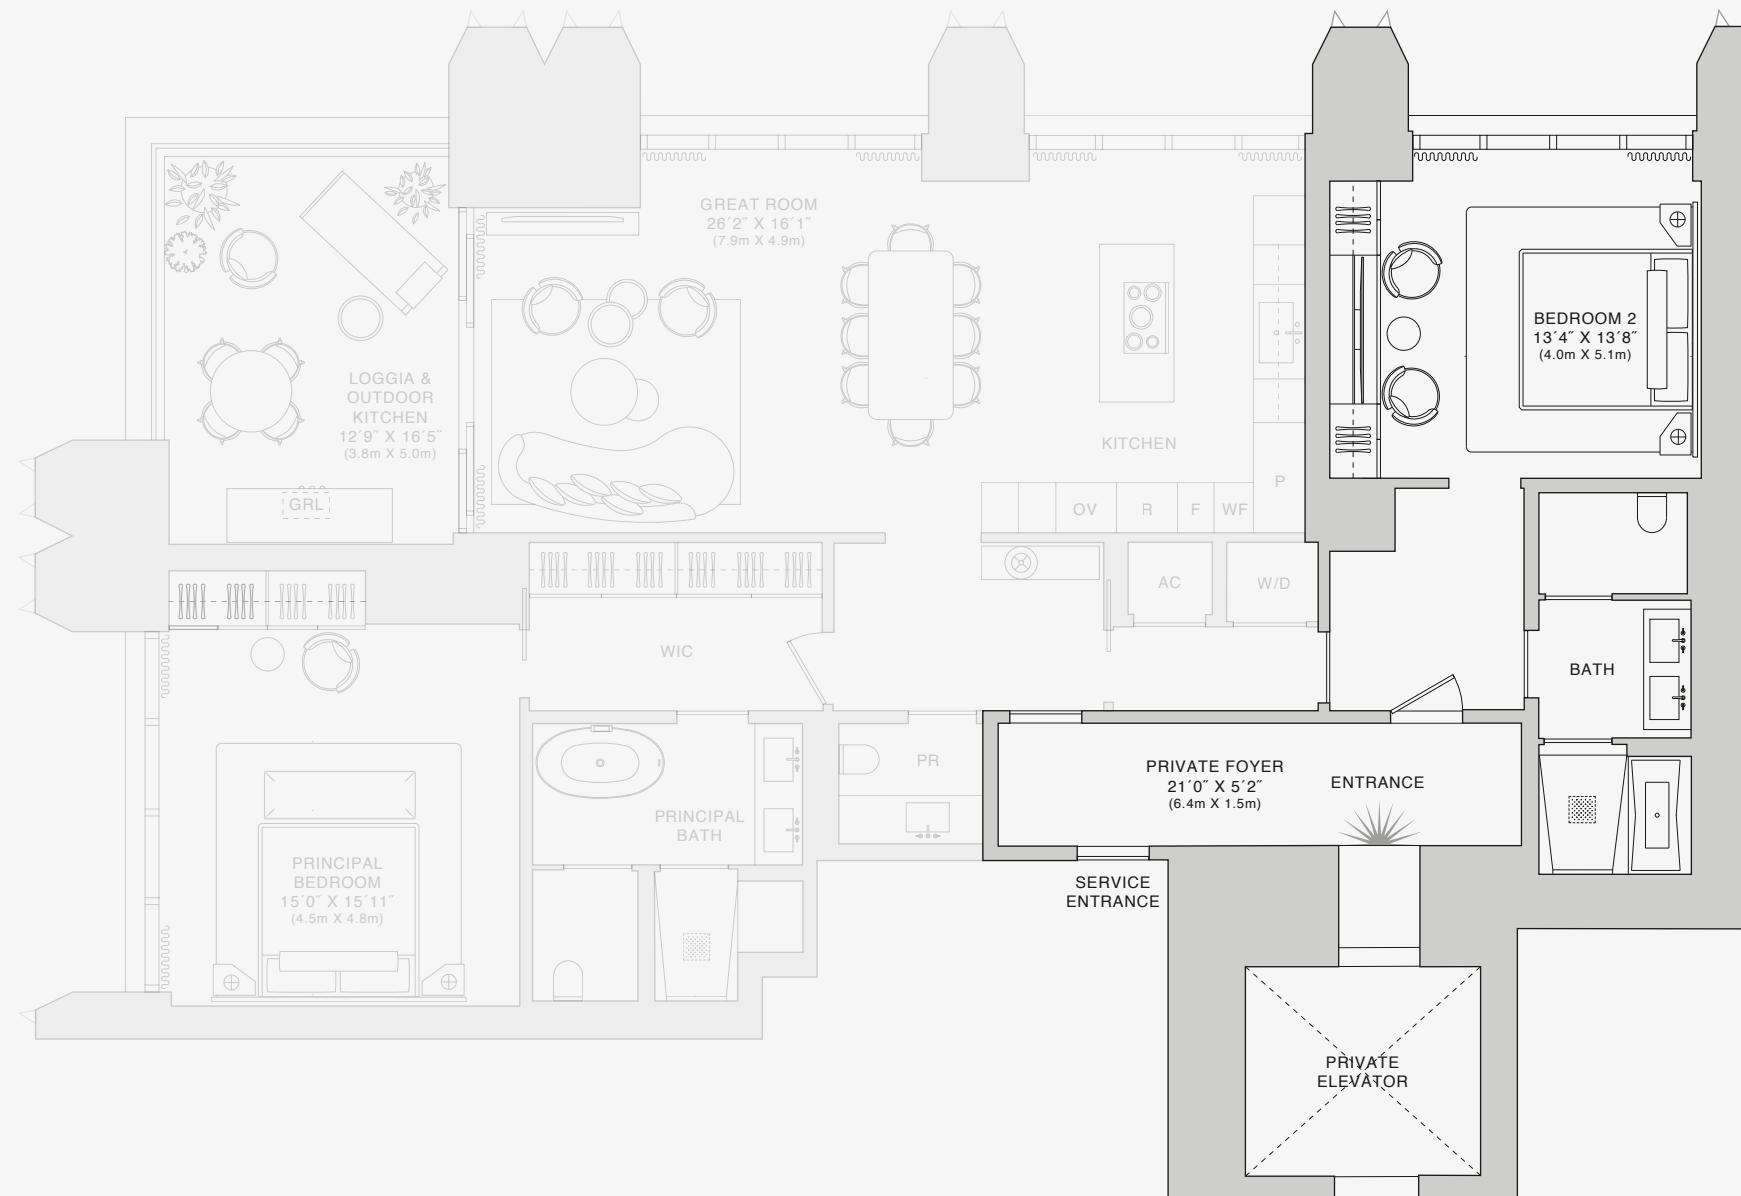 GREAT ROOM
26´2˝ X 16´1˝
(7.9m X 4.9m)
LOGGIA &
OUTDOOR
KITCHEN
12´9˝ X 16´5˝
(3.8m X 5.0m)
GRL
KITCHEN
OV
R
F
WF
P
BEDROOM 2
13´4˝ X 13´8˝
(4.0m X 5.1m)
AC
W/D
WIC
BATH
PR
PRIVATE FOYER
21´0˝ X 5´2˝
(6.4m X 1.5m)
ENTRANCE
PRINCIPAL
BATH
PRINCIPAL
BEDROOM
15´0˝ X 15´11˝
(4.5m X 4.8m)
SERVICE
ENTRANCE
PRIVATE
ELEVATOR